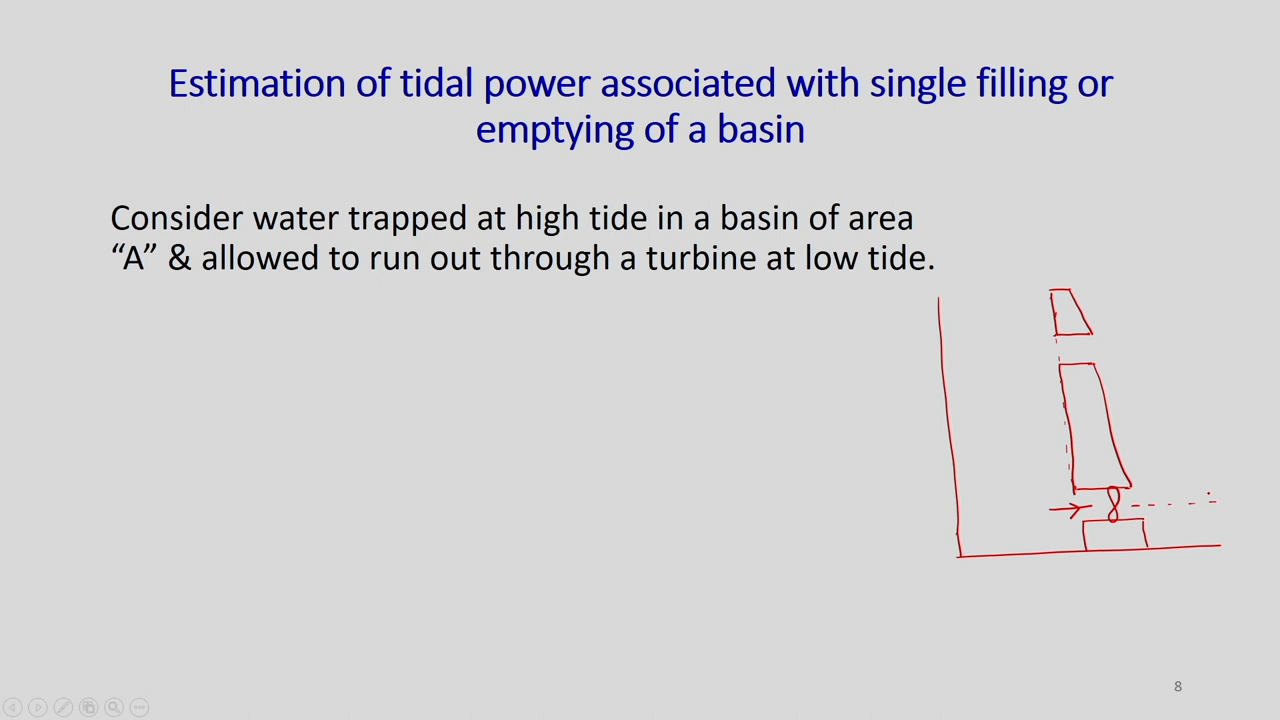 Estimation of tidal power associated with single filling or
emptying of a basin
Consider water trapped at high tide in a basin of area
“A” & allowed to run out through a turbine at low tide.
8